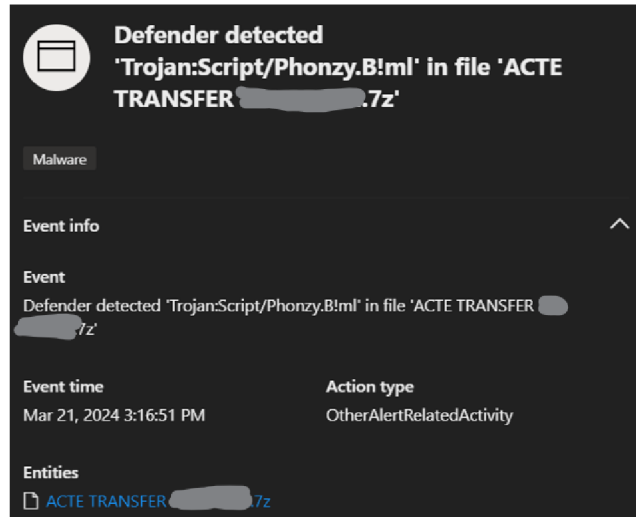 Defender detected
'Trojan:Script/Phonzy.B!ml' in file 'ACTE
TRANSFER .7z'
Malware
Event info
Event
Defender detected 'Trojan:Script/Phonzy.B!ml' in file 'ACTE TRANSFER
.7z'
Event time
Action type
Mar 21, 2024 3:16:51 PM
OtherAlertRelatedActivity
Entities
ACTE TRANSFER .7z